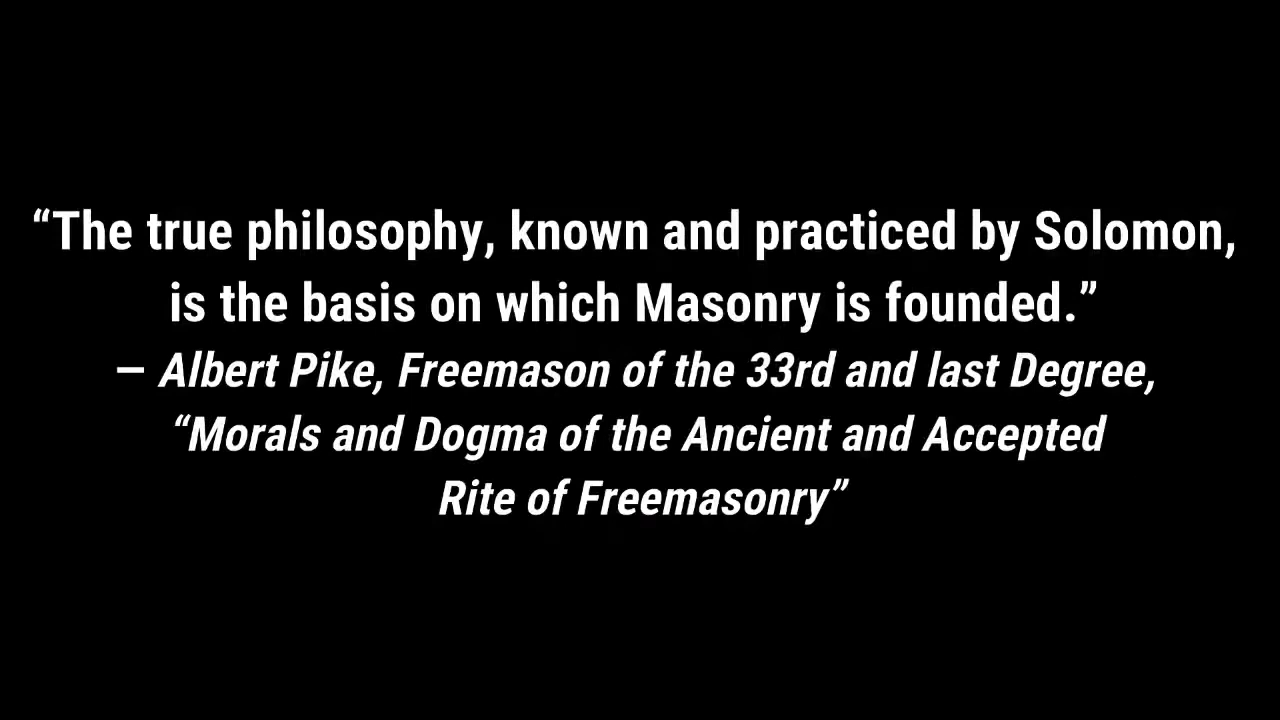 “The true philosophy, known and practiced by Solomon,
is the basis on which Masonry is founded.”
– Albert Pike, Freemason of the 33rd and last Degree,
“Morals and Dogma of the Ancient and Accepted
Rite of Freemasonry”